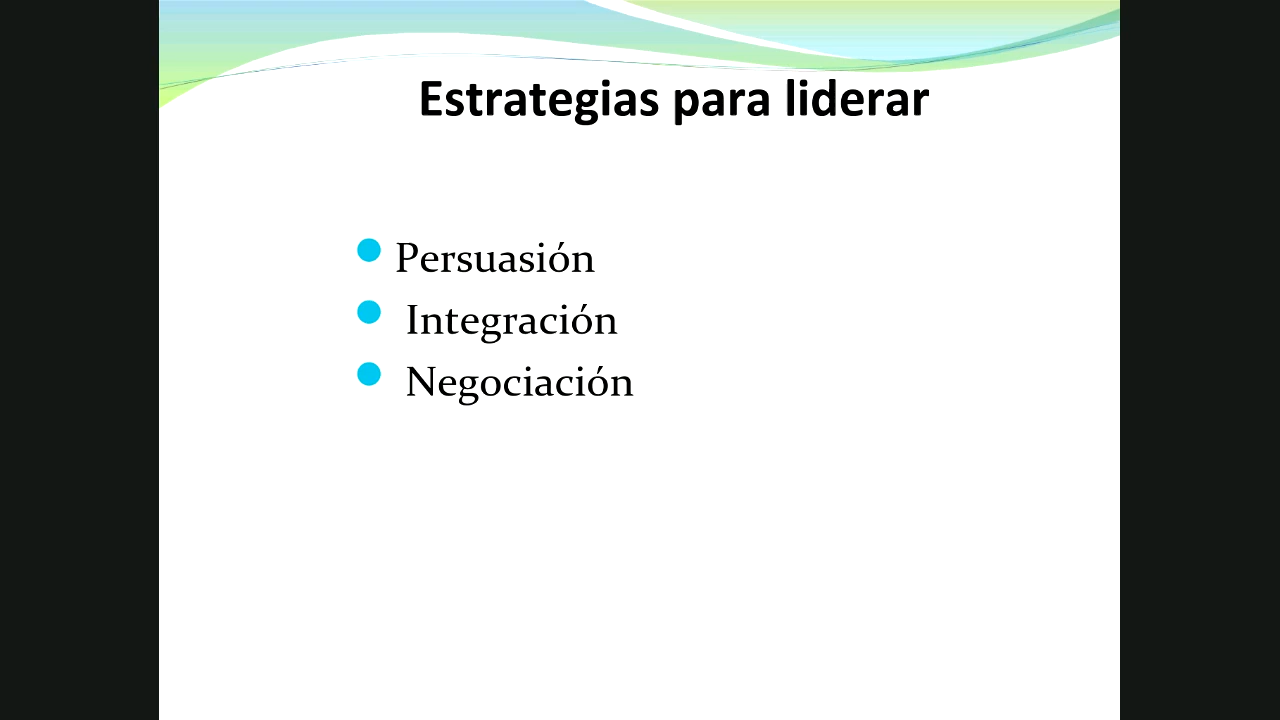 Estrategias para liderar
Persuasión
Integración
Negociación